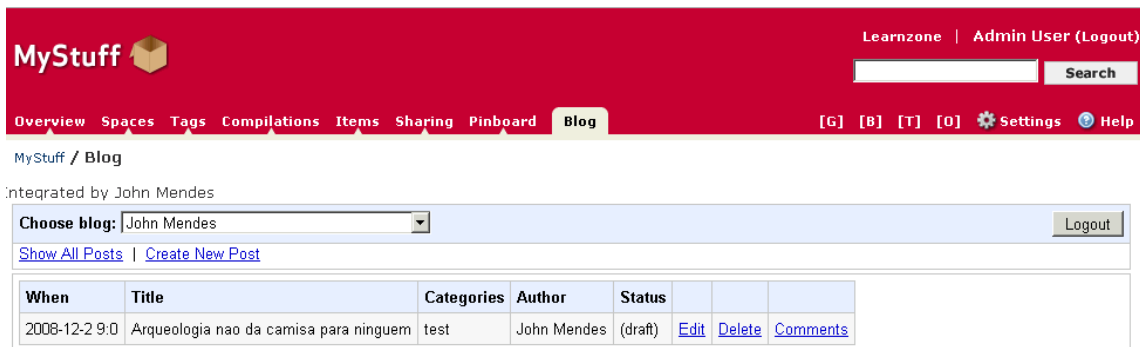 MyStuff
Learnzone | Admin User (Logout)
Search
Overview Spaces Tags Compilations Items Sharing Pinboard Blog [G] [B] [T] [O] Settings Help
MyStuff / Blog
Integrated by John Mendes
Choose blog: John Mendes Logout
Show All Posts | Create New Post
When Title Categories Author Status
2008-12-2 9:0 Arqueologia nao da camisa para ninguem test John Mendes (draft) Edit Delete Comments